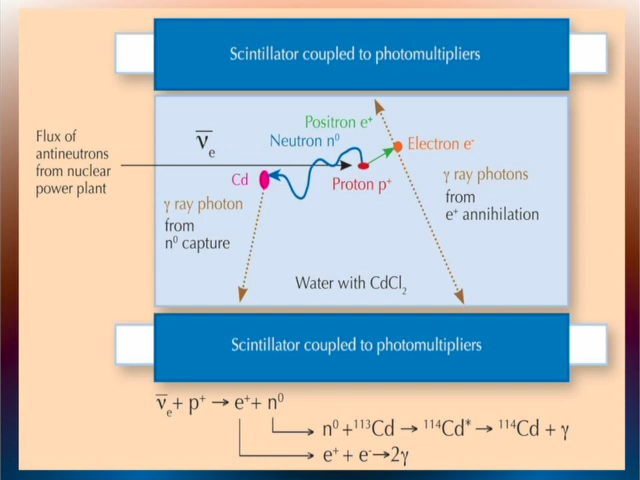 Scintillator coupled to photomultipliers
Flux of
antineutrons
from nuclear
power plant
ν̅ₑ
Positron e⁺
Neutron n⁰
Electron e⁻
Cd
Proton p⁺
γ ray photon
from
n⁰ capture
γ ray photons
from
e⁺ annihilation
Water with CdCl₂
Scintillator coupled to photomultipliers
ν̅ₑ + p⁺ → e⁺ + n⁰
n⁰ + ¹¹³Cd → ¹¹⁴Cd* → ¹¹⁴Cd + γ
e⁺ + e⁻→2γ